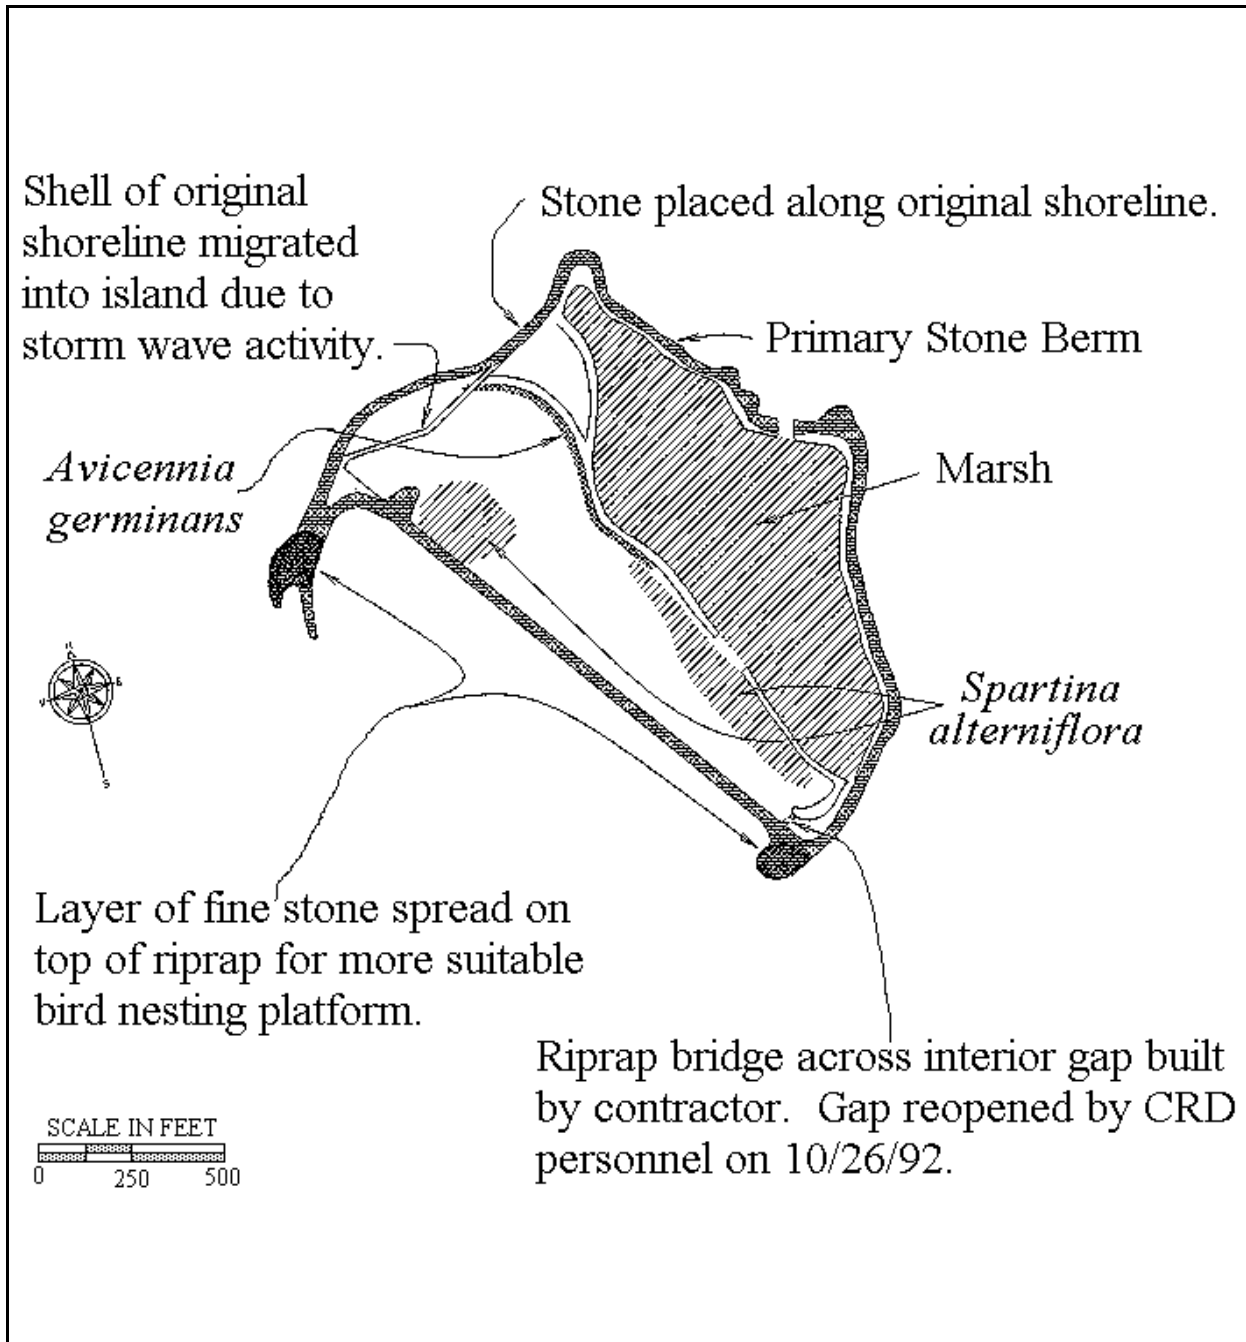 Shell of original
shoreline migrated
into island due to
storm wave activity.
Stone placed along original shoreline.
Primary Stone Berm
Avicennia
germinans
Marsh
Spartina
alterniflora
E
S
Layer of fine stone spread on
top of riprap for more suitable
bird nesting platform.
Riprap bridge across interior gap built
by contractor. Gap reopened by CRD
personnel on 10/26/92.
SCALE IN FEET
0 250 500